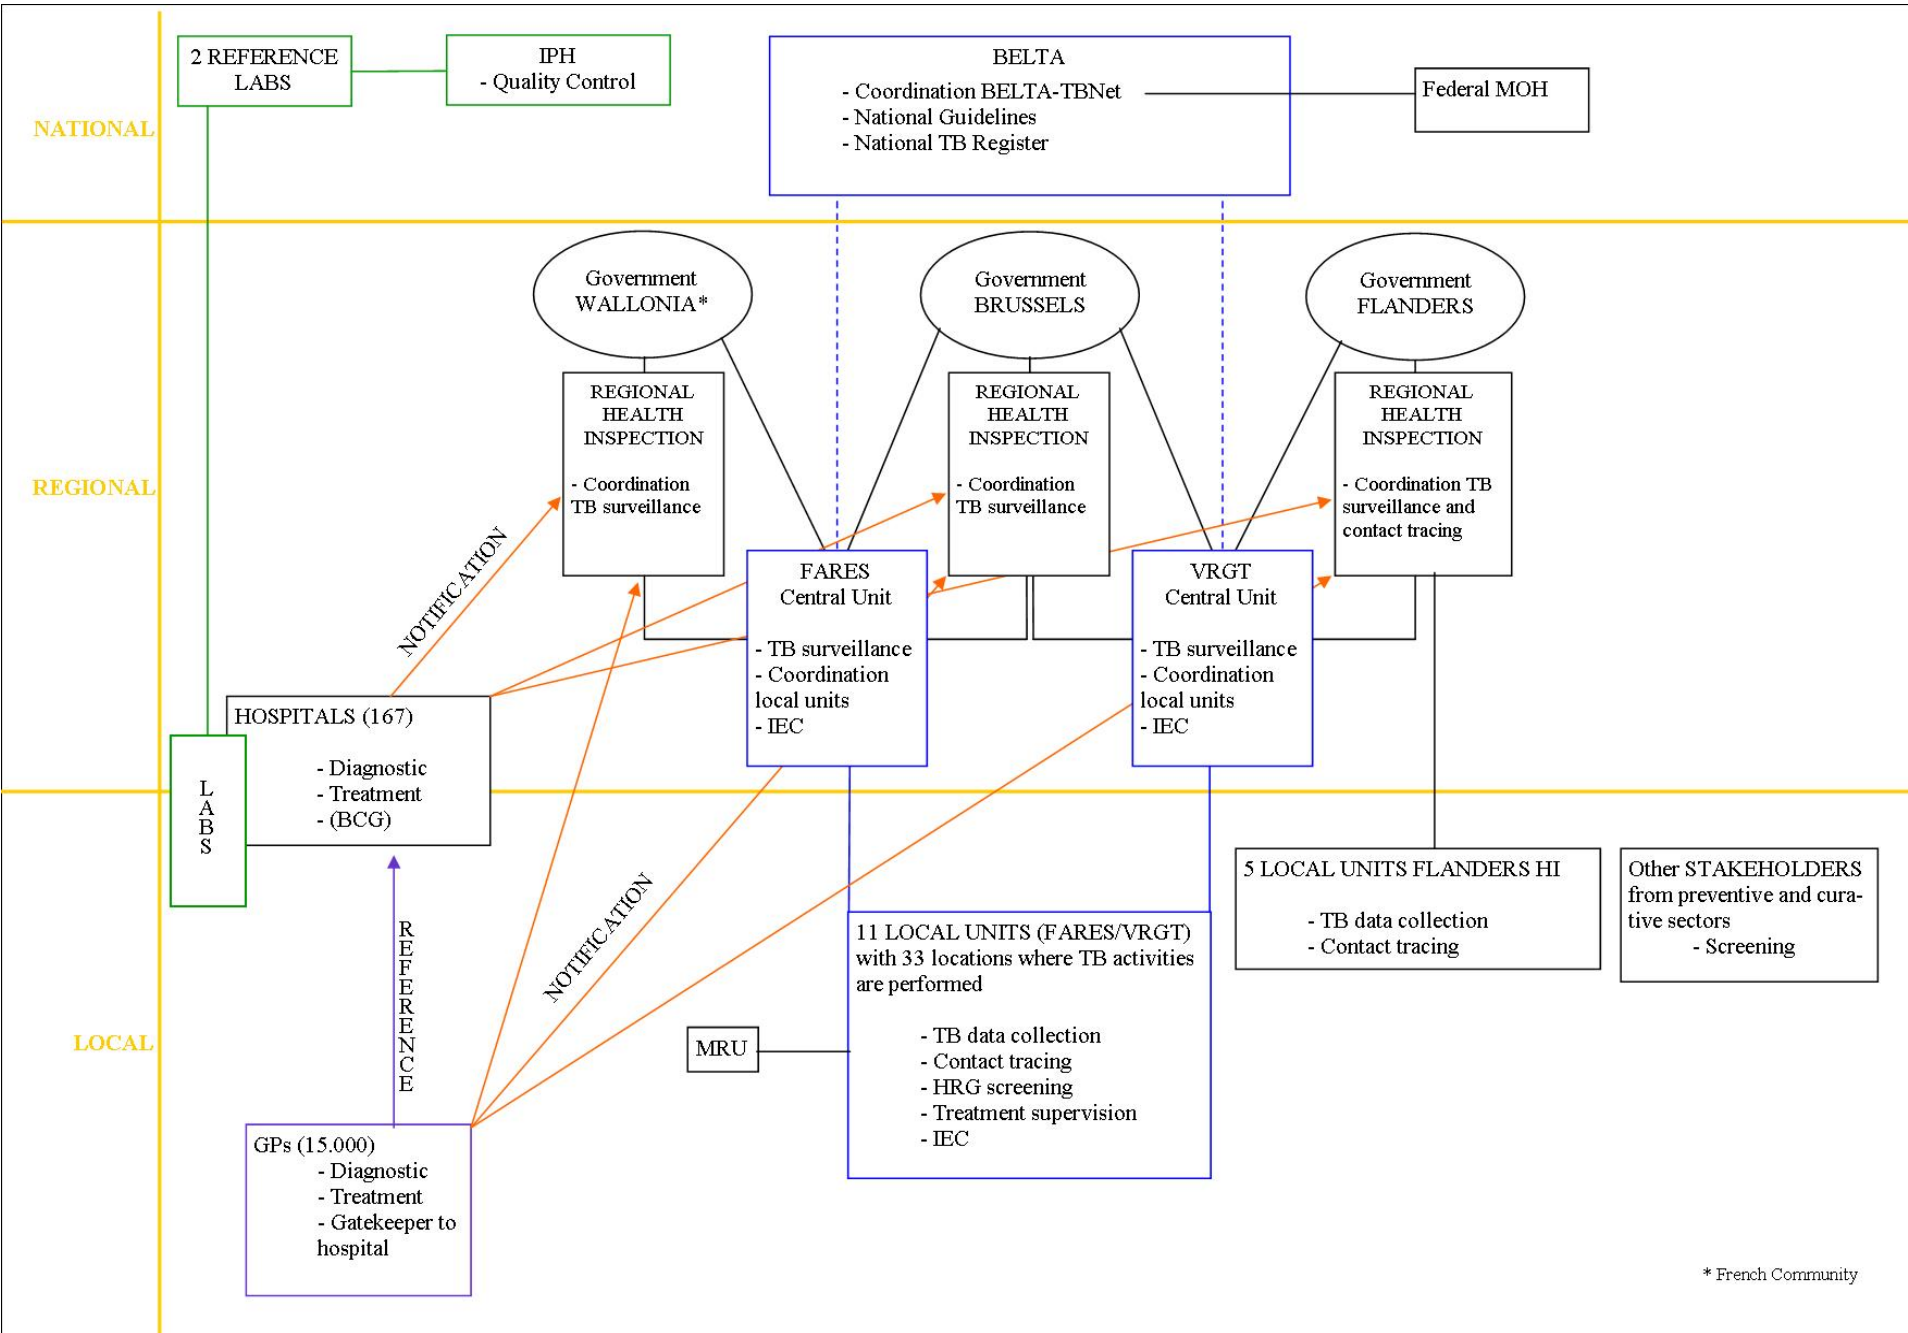 2 REFERENCE
LABS
IPH
- Quality Control
BELTA
- Coordination BELTA-TBNet
- National Guidelines
- National TB Register
Federal MOH
NATIONAL
Government
WALLONIA*
Government
BRUSSELS
Government
FLANDERS
REGIONAL
HEALTH
INSPECTION
- Coordination
TB surveillance
REGIONAL
HEALTH
INSPECTION
- Coordination
TB surveillance
REGIONAL
HEALTH
INSPECTION
- Coordination TB
surveillance and
contact tracing
REGIONAL
NOTIFICATION
FARES
Central Unit
- TB surveillance
- Coordination
local units
- IEC
VRGT
Central Unit
- TB surveillance
- Coordination
local units
- IEC
HOSPITALS (167)
- Diagnostic
- Treatment
- (BCG)
LABS
5 LOCAL UNITS FLANDERS HI
- TB data collection
- Contact tracing
Other STAKEHOLDERS
from preventive and cura-
tive sectors
- Screening
REFERENCE
NOTIFICATION
11 LOCAL UNITS (FARES/VRGT)
with 33 locations where TB activities
are performed
- TB data collection
- Contact tracing
- HRG screening
- Treatment supervision
- IEC
MRU
LOCAL
GPs (15.000)
- Diagnostic
- Treatment
- Gatekeeper to
hospital
* French Community